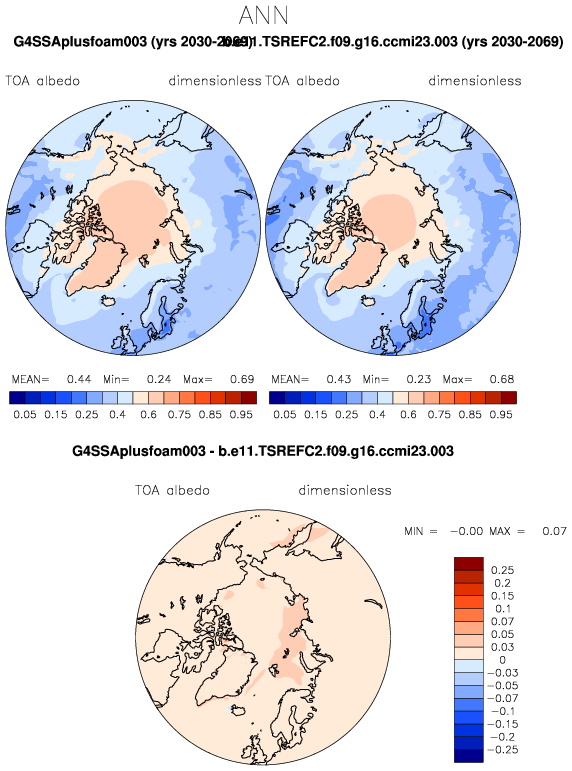 ANN
G4SSAplusfoam003 (yrs 2030-2069)
b.e11.TSREFC2.f09.g16.ccmi23.003 (yrs 2030-2069)
TOA albedo dimensionless
TOA albedo dimensionless
MEAN= 0.44 Min= 0.24 Max= 0.69
MEAN= 0.43 Min= 0.23 Max= 0.68
0.05 0.15 0.25 0.4 0.6 0.75 0.85 0.95
0.05 0.15 0.25 0.4 0.6 0.75 0.85 0.95
G4SSAplusfoam003 - b.e11.TSREFC2.f09.g16.ccmi23.003
TOA albedo dimensionless
MIN = -0.00 MAX = 0.07
0.25
0.2
0.15
0.1
0.07
0.05
0.03
0
-0.03
-0.05
-0.07
-0.1
-0.15
-0.2
-0.25